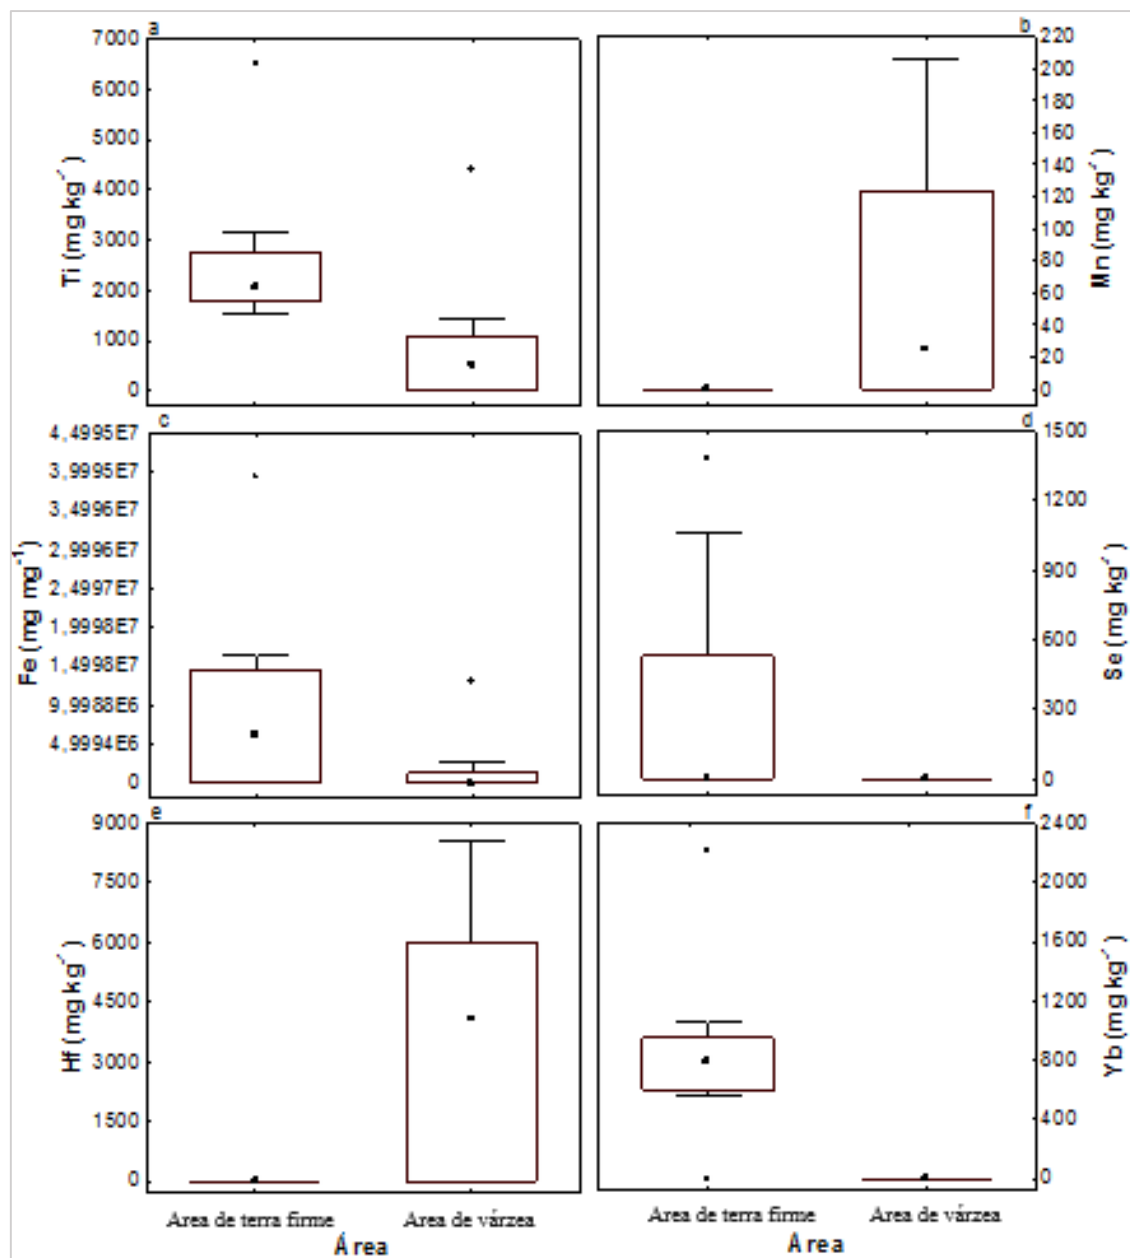 a
7000
6000
5000
4000
3000
2000
1000
0
Ti (mg kg⁻¹)
b
220
200
180
160
140
120
100
80
60
40
20
0
Mn (mg kg⁻¹)
c
4,4995E7
3,9995E7
3,4996E7
2,9996E7
2,4997E7
1,9998E7
1,4998E7
9,9988E6
4,9994E6
0
Fe (mg mg⁻¹)
d
1500
1200
900
600
300
0
Se (mg kg⁻¹)
e
9000
7500
6000
4500
3000
1500
0
Hf (mg kg⁻¹)
f
2400
2000
1600
1200
800
400
0
Yb (mg kg⁻¹)
Area de terra firme
Area de várzea
Área
Area de terra firme
Area de várzea
Area